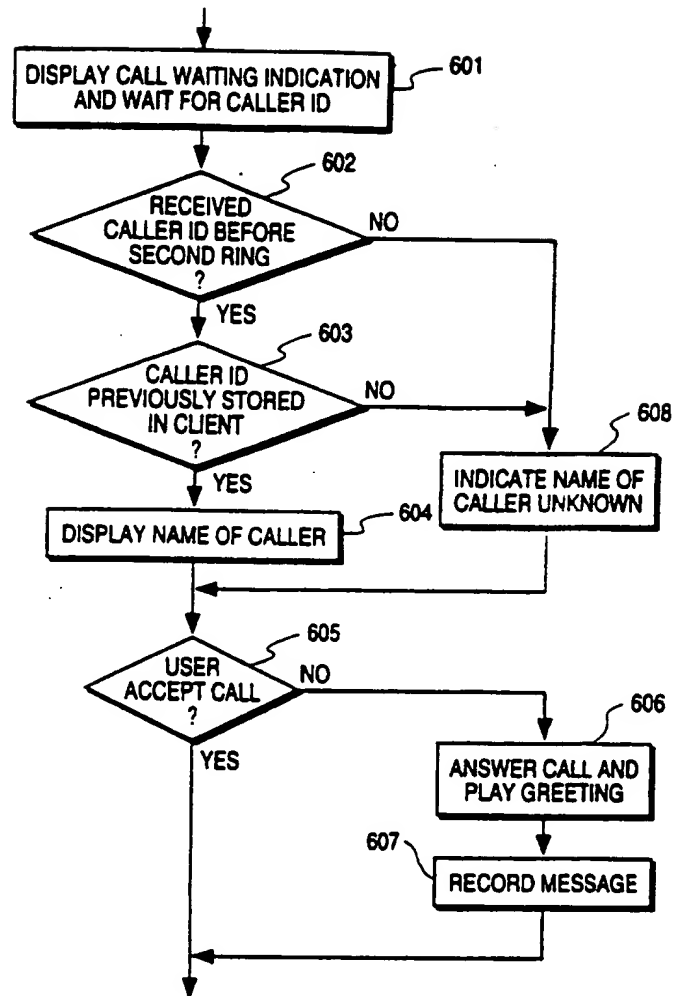 DISPLAY CALL WAITING INDICATION
AND WAIT FOR CALLER ID
601
602
RECEIVED
CALLER ID BEFORE
SECOND RING
?
NO
YES
603
CALLER ID
PREVIOUSLY STORED
IN CLIENT
?
NO
YES
608
INDICATE NAME OF
CALLER UNKNOWN
DISPLAY NAME OF CALLER
604
605
USER
ACCEPT CALL
?
NO
YES
606
ANSWER CALL AND
PLAY GREETING
607
RECORD MESSAGE